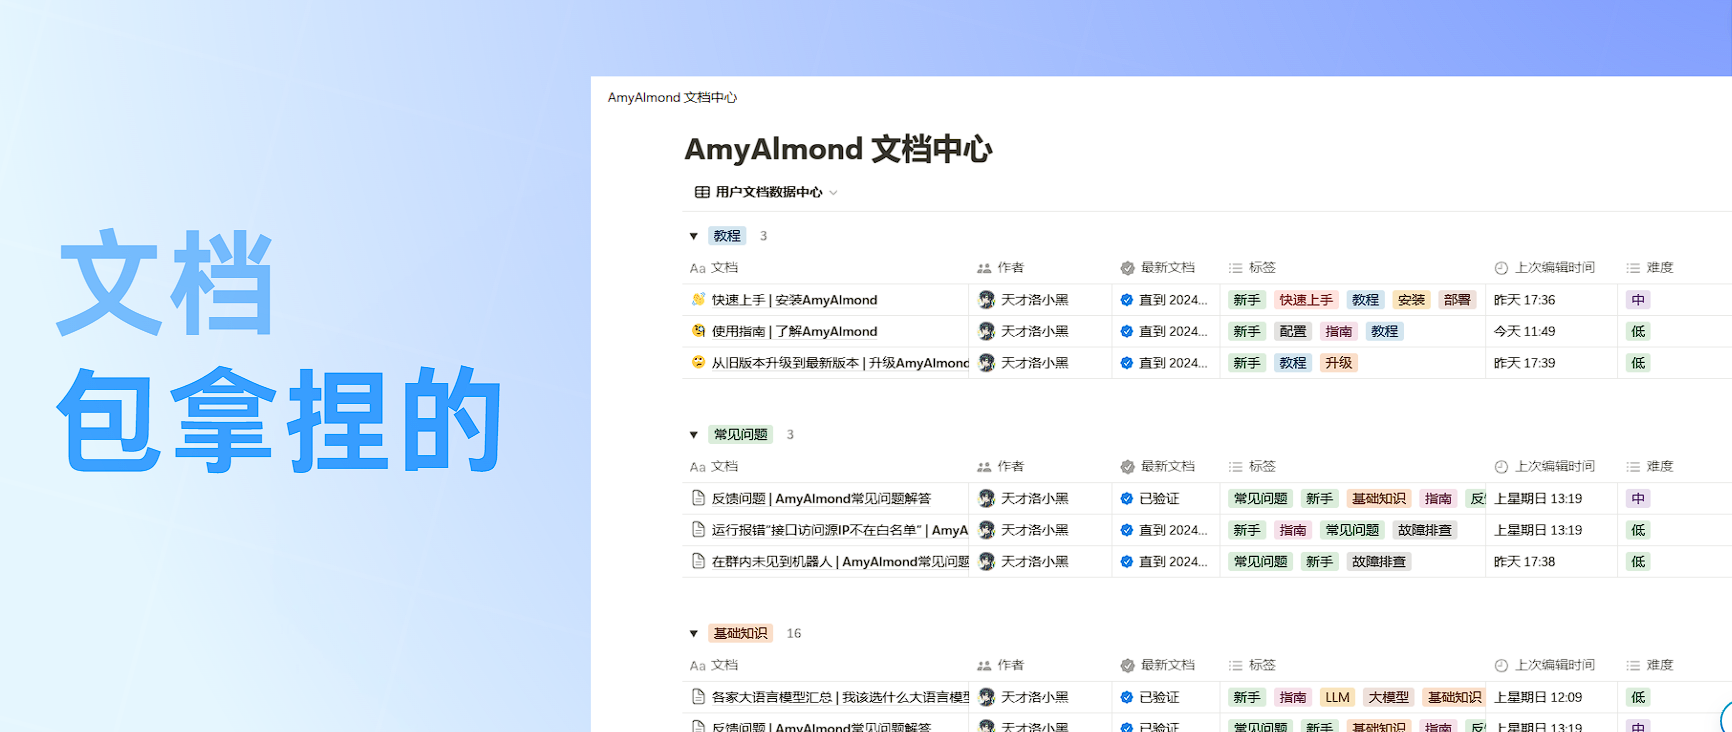 文档
包拿捏的
AmyAlmond 文档中心
AmyAlmond 文档中心
用户文档数据中心
教程 3
Aa 文档 作者 最新文档 标签 上次编辑时间 难度
快速上手 | 安装AmyAlmond 天才洛小黑 直到 2024... 新手 快速上手 教程 安装 部署 昨天 17:36 中
使用指南 | 了解AmyAlmond 天才洛小黑 直到 2024... 新手 配置 指南 教程 今天 11:49 低
从旧版本升级到最新版本 | 升级AmyAlmond 天才洛小黑 直到 2024... 新手 教程 升级 昨天 17:39 低
常见问题 3
Aa 文档 作者 最新文档 标签 上次编辑时间 难度
反馈问题 | AmyAlmond常见问题解答 天才洛小黑 已验证 常见问题 新手 基础知识 指南 反 上星期日 13:19 中
运行报错“接口访问源IP不在白名单” | AmyA 天才洛小黑 直到 2024... 新手 指南 常见问题 故障排查 上星期日 13:19 低
在群内未见到机器人 | AmyAlmond常见问题 天才洛小黑 直到 2024... 常见问题 新手 故障排查 昨天 17:38 低
基础知识 16
Aa 文档 作者 最新文档 标签 上次编辑时间 难度
各家大语言模型汇总 | 我该选什么大语言模型 天才洛小黑 已验证 新手 指南 LLM 大模型 基础知识 上星期日 12:09 低
反馈问题 | AmyAlmond常见问题解答 天才洛小黑 已验证 常见问题 新手 基础知识 指南 反 上星期日 13:19 中